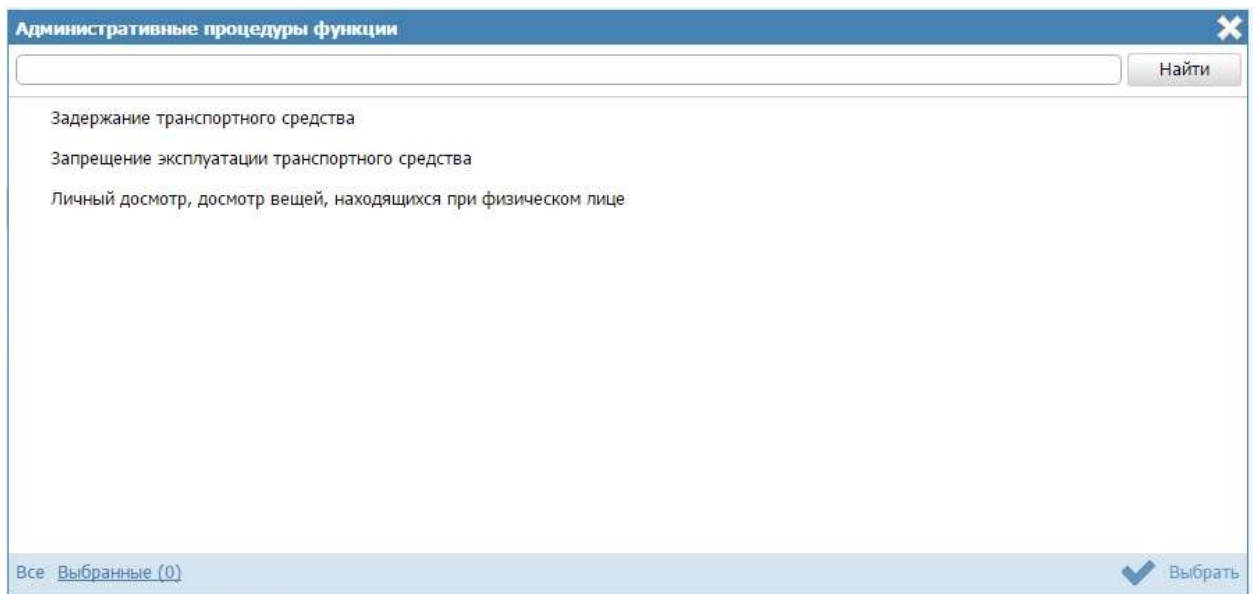 Административные процедуры функции
Найти
Задержание транспортного средства
Запрещение эксплуатации транспортного средства
Личный досмотр, досмотр вещей, находящихся при физическом лице
Все Выбранные (0) Выбрать